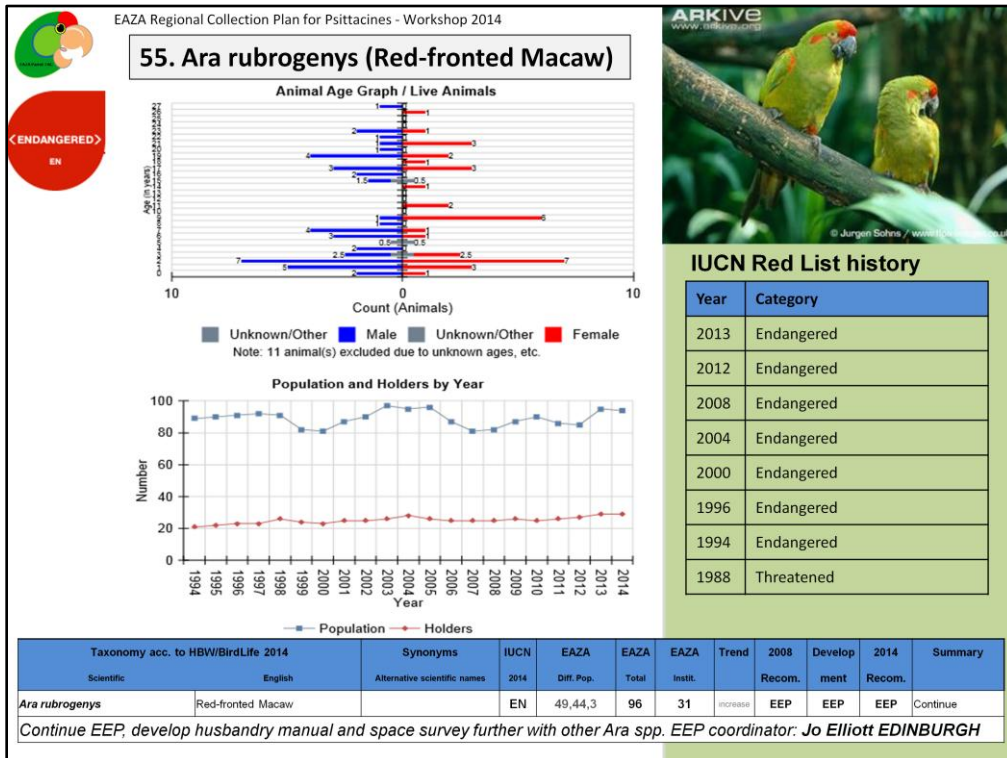 EAZA Regional Collection Plan for Psittacines - Workshop 2014
55. Ara rubrogenys (Red-fronted Macaw)
<ENDANGERED>
EN
ARKIVE
www.arkive.org
© Jurgen Sohns /
Animal Age Graph / Live Animals
Age (in years)
10 0 10
Count (Animals)
Unknown/Other Male Unknown/Other Female
Note: 11 animal(s) excluded due to unknown ages, etc.
Population and Holders by Year
Number
100
80
60
40
20
0
1994 1995 1996 1997 1998 1999 2000 2001 2002 2003 2004 2005 2006 2007 2008 2009 2010 2011 2012 2013 2014
Year
Population Holders
IUCN Red List history
Year Category
2013 Endangered
2012 Endangered
2008 Endangered
2004 Endangered
2000 Endangered
1996 Endangered
1994 Endangered
1988 Threatened
Taxonomy acc. to HBW/BirdLife 2014 Synonyms IUCN EAZA EAZA EAZA Trend 2008 Develop 2014 Summary
Scientific English Alternative scientific names 2014 Diff. Pop. Total Instit. Recom. ment Recom.
Ara rubrogenys Red-fronted Macaw EN 49,44,3 96 31 increase EEP EEP EEP Continue
Continue EEP, develop husbandry manual and space survey further with other Ara spp. EEP coordinator: Jo Elliott EDINBURGH